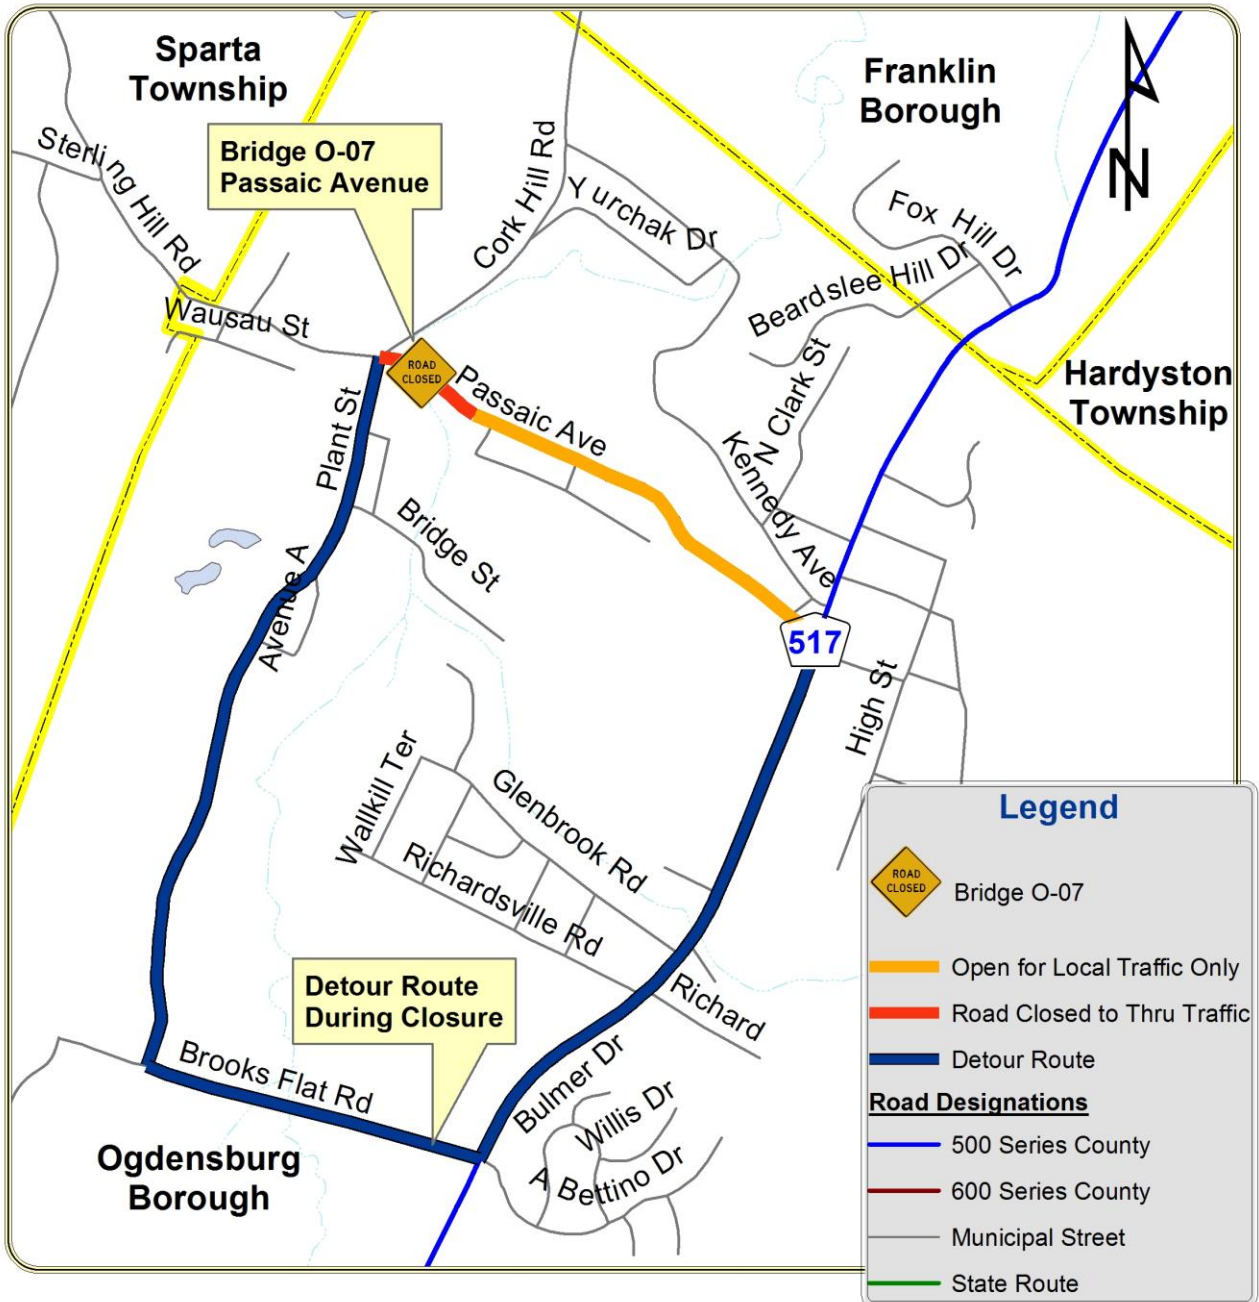 Sparta
Township
Franklin
Borough
N
Bridge O-07
Passaic Avenue
Sterling Hill Rd
Cork Hill Rd
Yurchak Dr
Fox Hill Dr
Beardslee Hill Dr
Wausau St
ROAD
CLOSED
Passaic Ave
Plant St
N Clark St
Hardyston
Township
Kennedy Ave
Bridge St
Avenue A
517
High St
Wallkill Ter
Glenbrook Rd
Richardsville Rd
Richard
Detour Route
During Closure
Brooks Flat Rd
Bulmer Dr
Willis Dr
A Bettino Dr
Ogdensburg
Borough
Legend
ROAD
CLOSED
Bridge O-07
Open for Local Traffic Only
Road Closed to Thru Traffic
Detour Route
Road Designations
500 Series County
600 Series County
Municipal Street
State Route